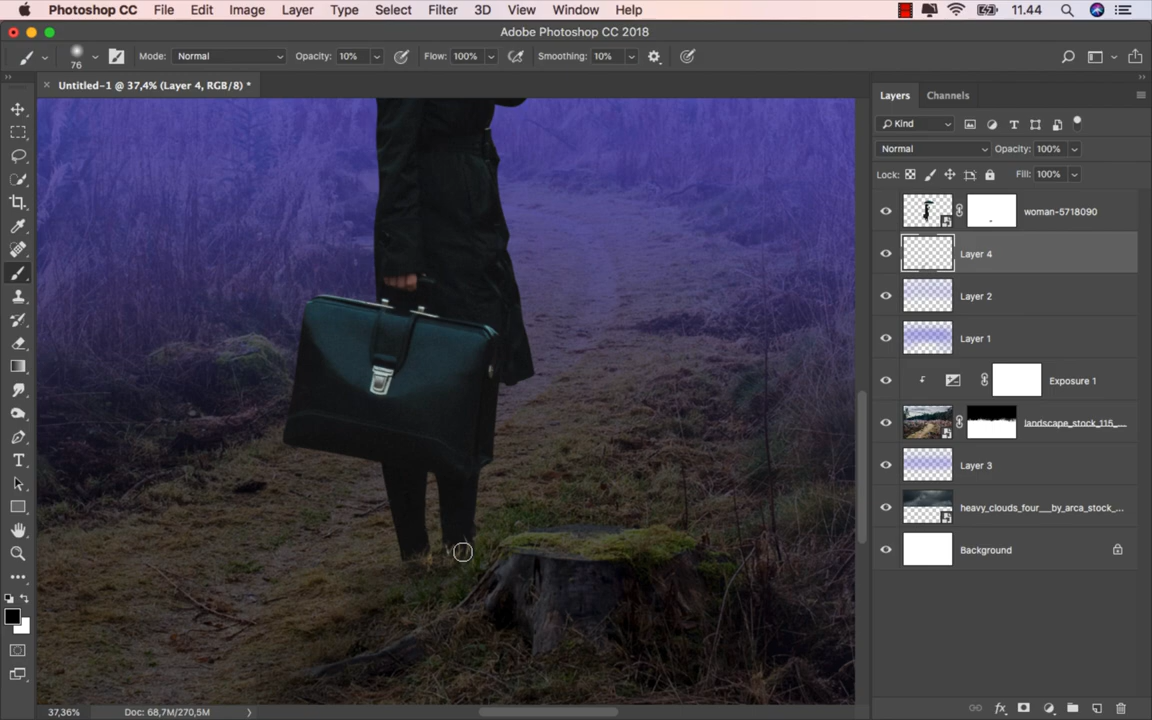 Photoshop CC File Edit Image Layer Type Select Filter 3D View Window Help 11.44
Adobe Photoshop CC 2018
76 Mode: Normal Opacity: 10% Flow: 100% Smoothing: 10%
Untitled-1 @ 37,4% (Layer 4, RGB/8) *
Layers Channels
Kind
Normal Opacity: 100%
Lock: Fill: 100%
woman-5718090
Layer 4
Layer 2
Layer 1
Exposure 1
landscape_stock_115_...
Layer 3
heavy_clouds_four__by_arca_stock_...
Background
37,36% Doc: 68,7M/270,5M